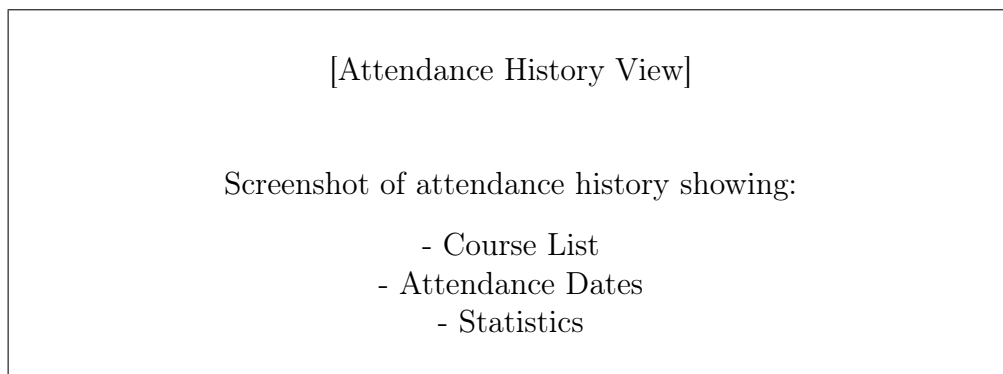 [Attendance History View]
Screenshot of attendance history showing:
- Course List
- Attendance Dates
- Statistics